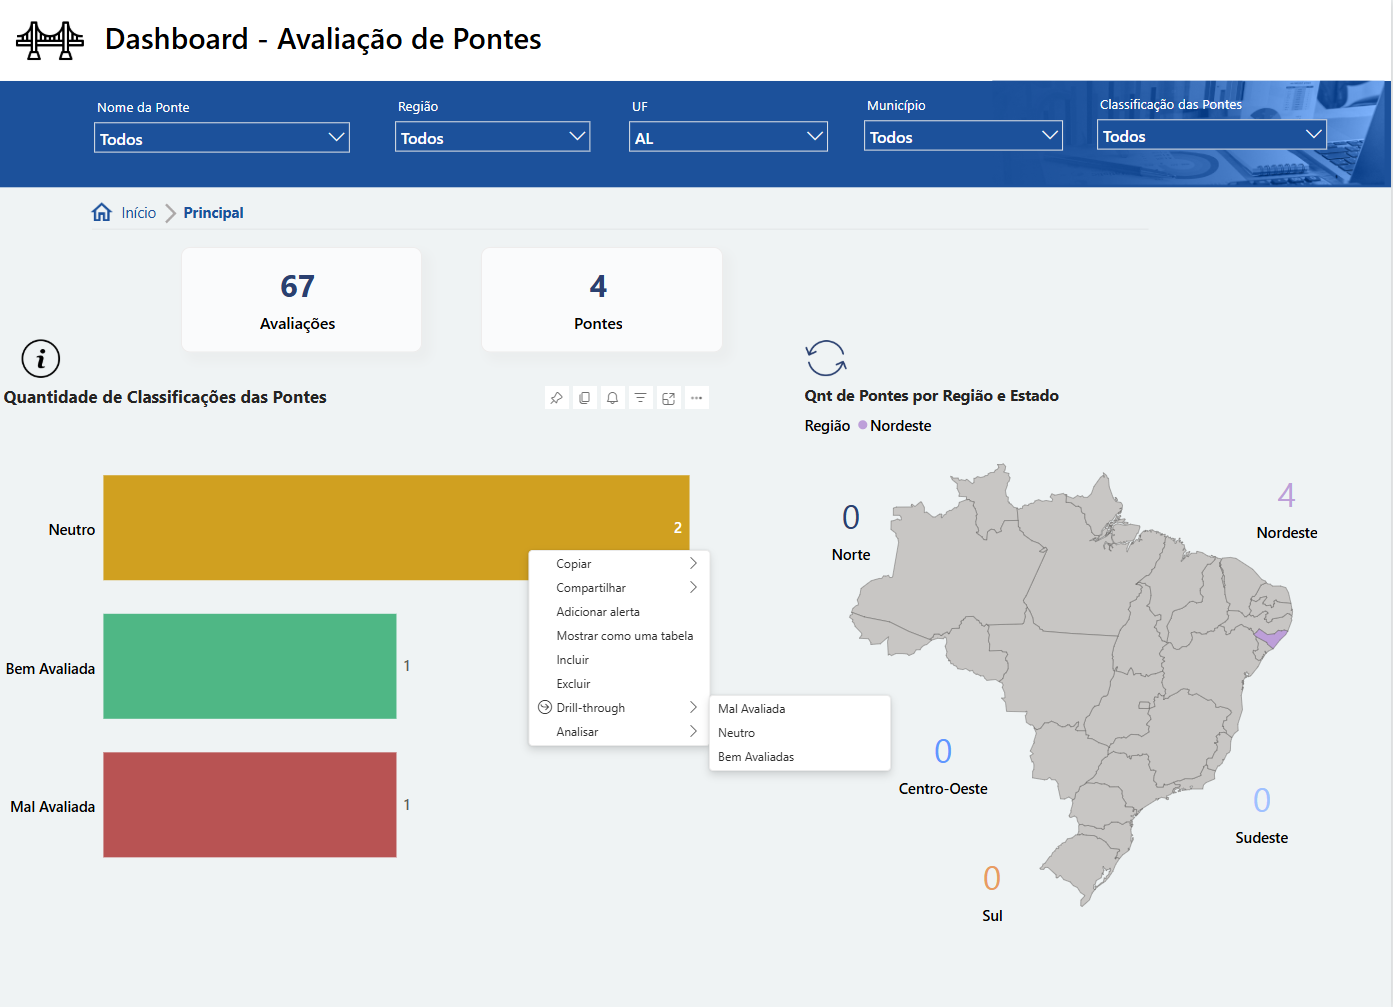 Dashboard - Avaliação de Pontes
Nome da Ponte
Todos
Região
Todos
UF
AL
Município
Todos
Classificação das Pontes
Todos
Início
Principal
67
Avaliações
4
Pontes
Quantidade de Classificações das Pontes
Neutro
2
Bem Avaliada
1
Mal Avaliada
1
Copiar
Compartilhar
Adicionar alerta
Mostrar como uma tabela
Incluir
Excluir
Drill-through
Analisar
Mal Avaliada
Neutro
Bem Avaliadas
Qnt de Pontes por Região e Estado
Região Nordeste
0
Norte
4
Nordeste
0
Centro-Oeste
0
Sudeste
0
Sul